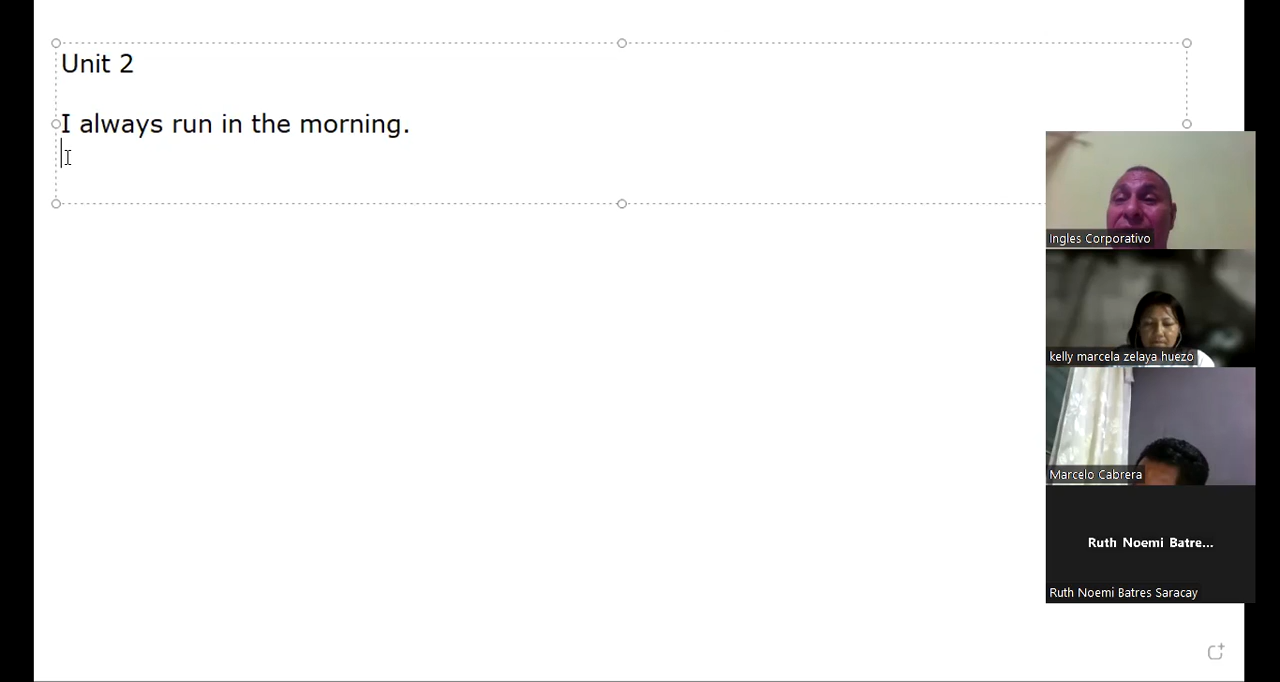 Unit 2
I always run in the morning.
Ingles Corporativo
kelly marcela zelaya huezo
Marcelo Cabrera
Ruth Noemi Batre...
Ruth Noemi Batres Saracay